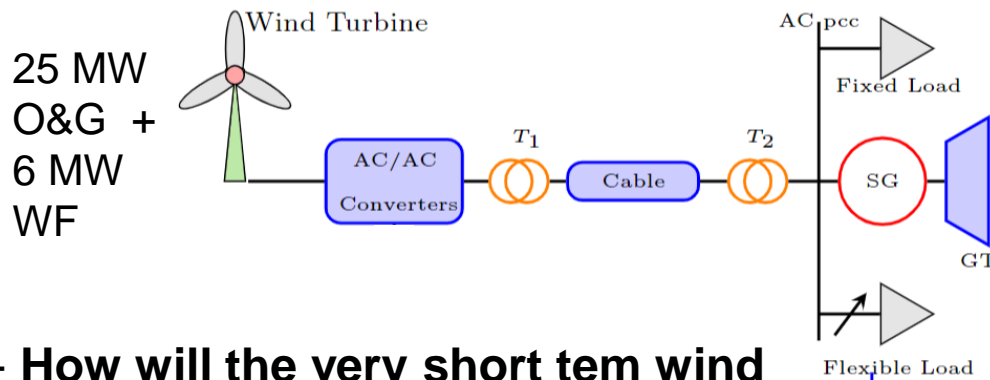 Wind Turbine
25 MW
O&G +
6 MW
WF
AC/AC
Converters
T1
Cable
T2
AC pcc
Fixed Load
SG
GT
Flexible Load
- How will the very short tem wind